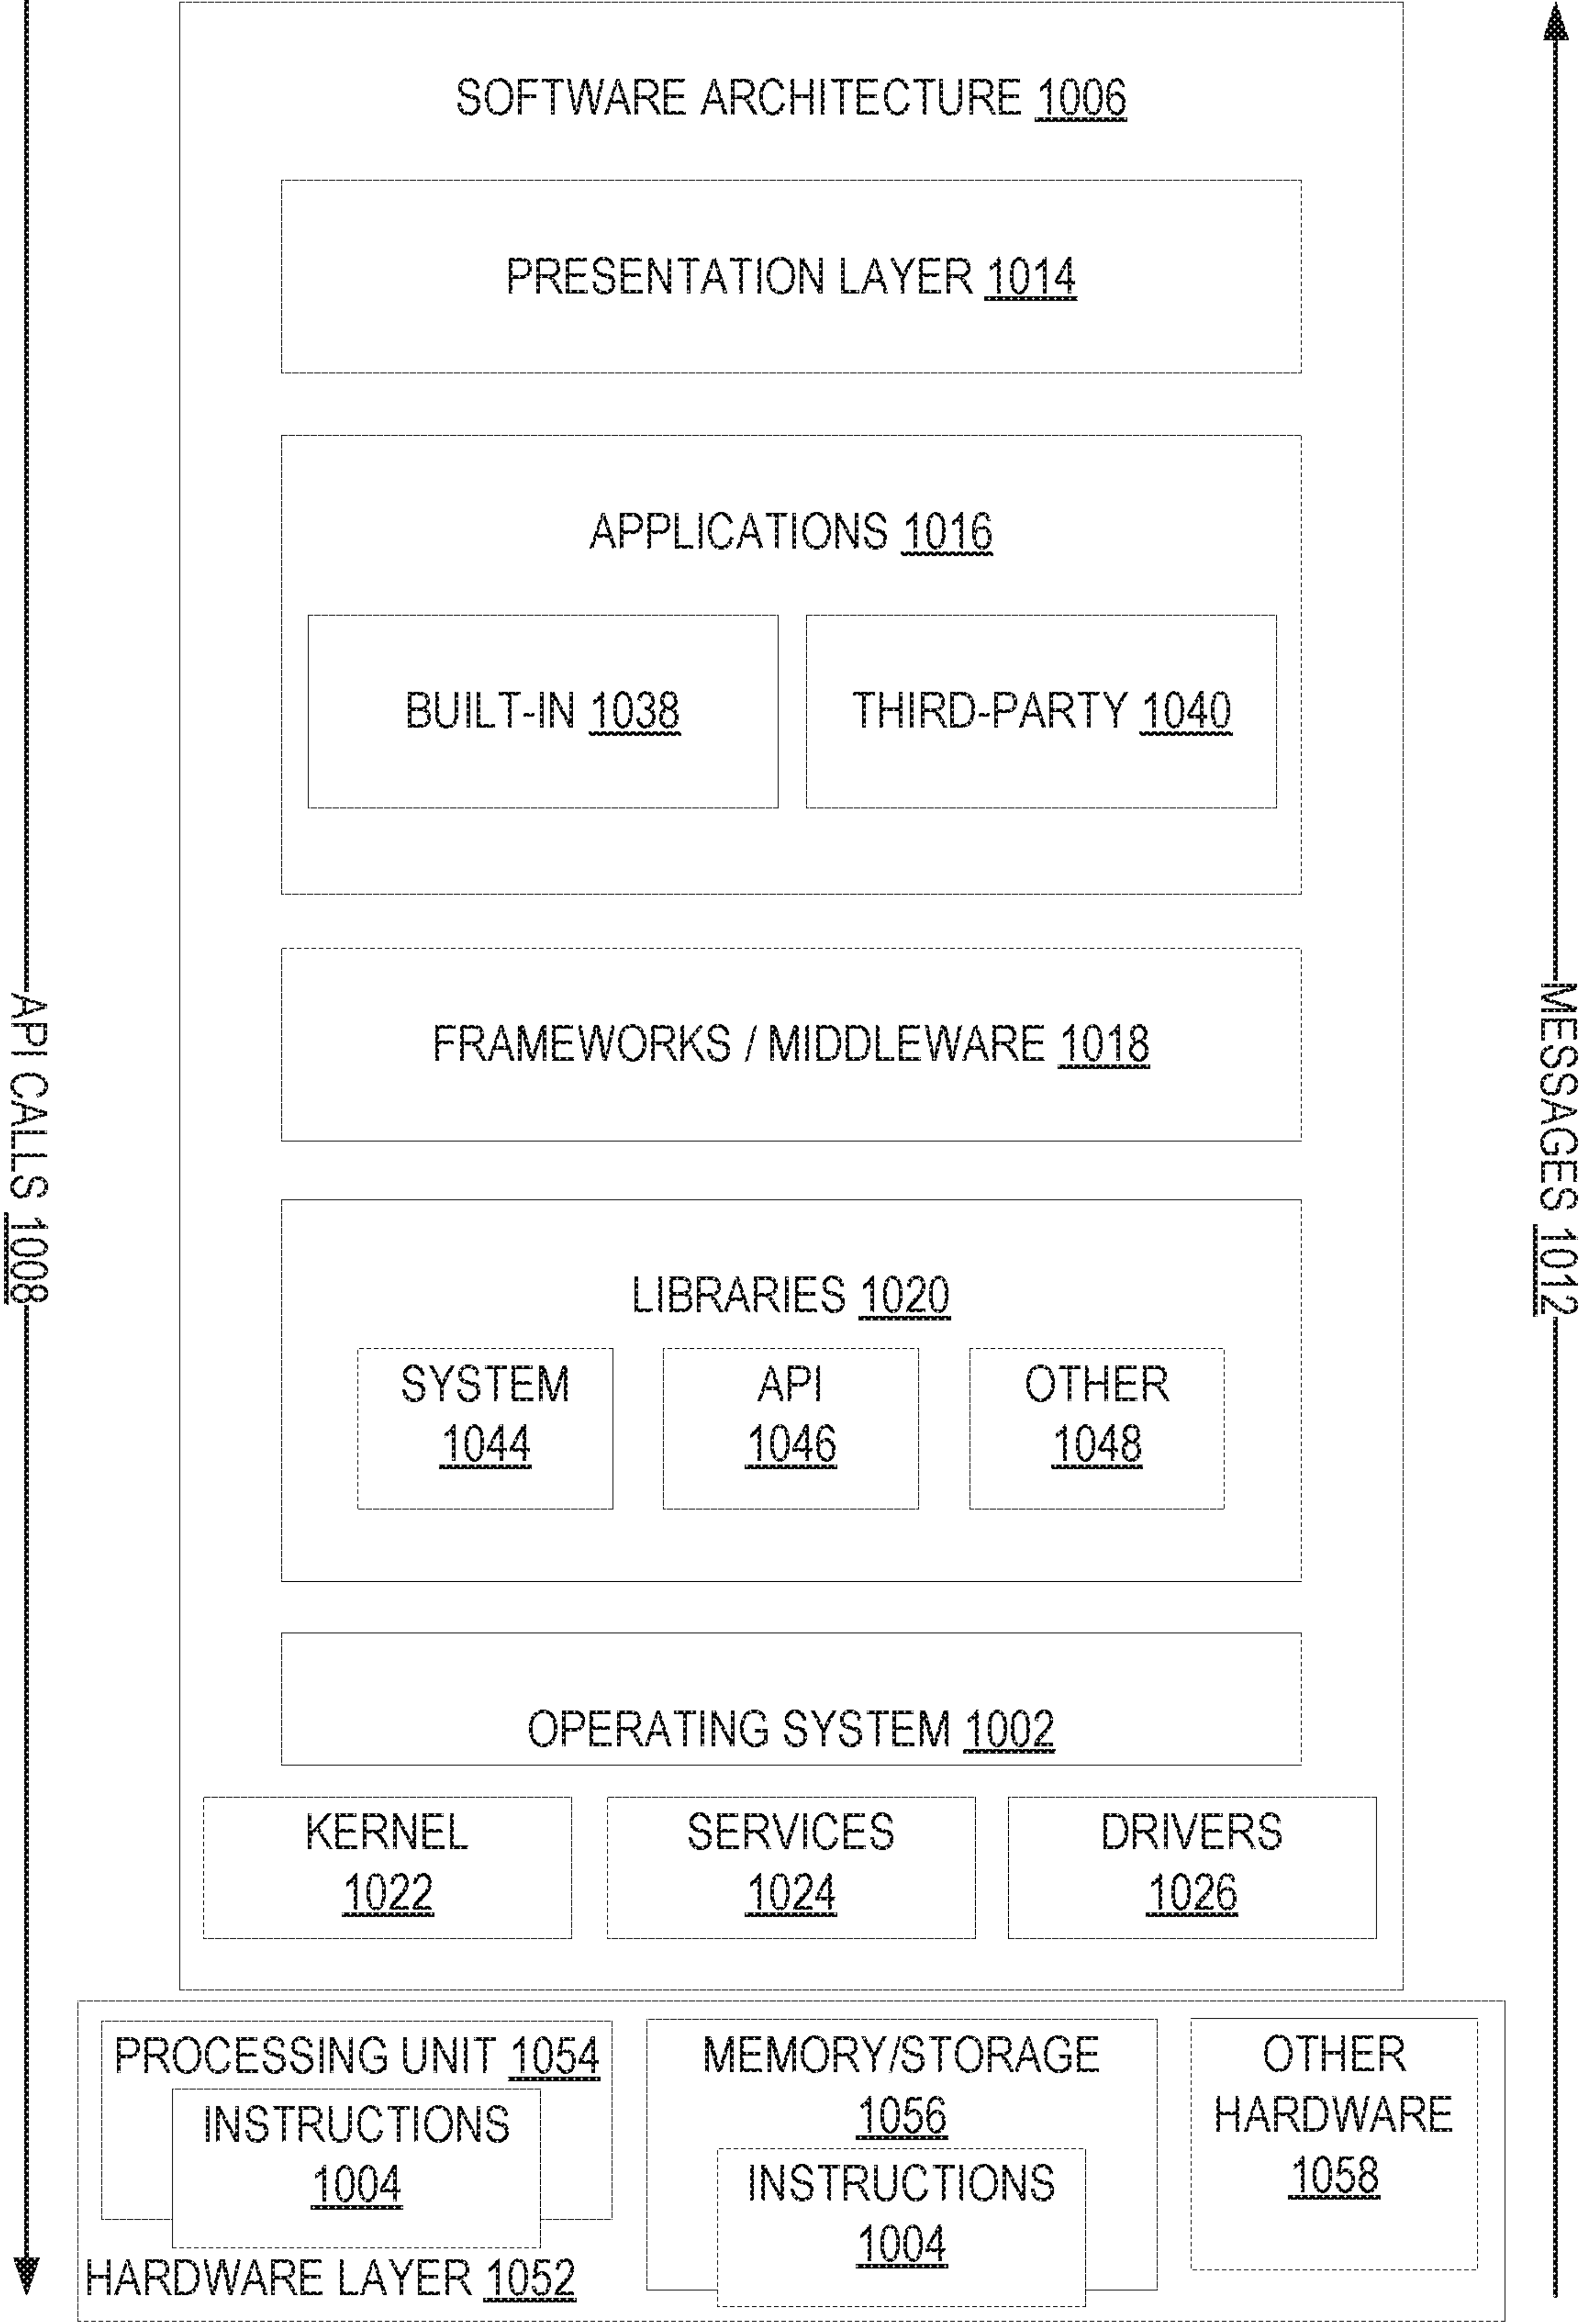 SOFTWARE ARCHITECTURE 1006
PRESENTATION LAYER 1014
APPLICATIONS 1016
BUILT-IN 1038
THIRD-PARTY 1040
FRAMEWORKS / MIDDLEWARE 1018
API CALLS 1008
MESSAGES 1012
LIBRARIES 1020
SYSTEM
1044
API
1046
OTHER
1048
OPERATING SYSTEM 1002
KERNEL
1022
SERVICES
1024
DRIVERS
1026
PROCESSING UNIT 1054
INSTRUCTIONS
1004
MEMORY/STORAGE
1056
INSTRUCTIONS
1004
OTHER
HARDWARE
1058
HARDWARE LAYER 1052